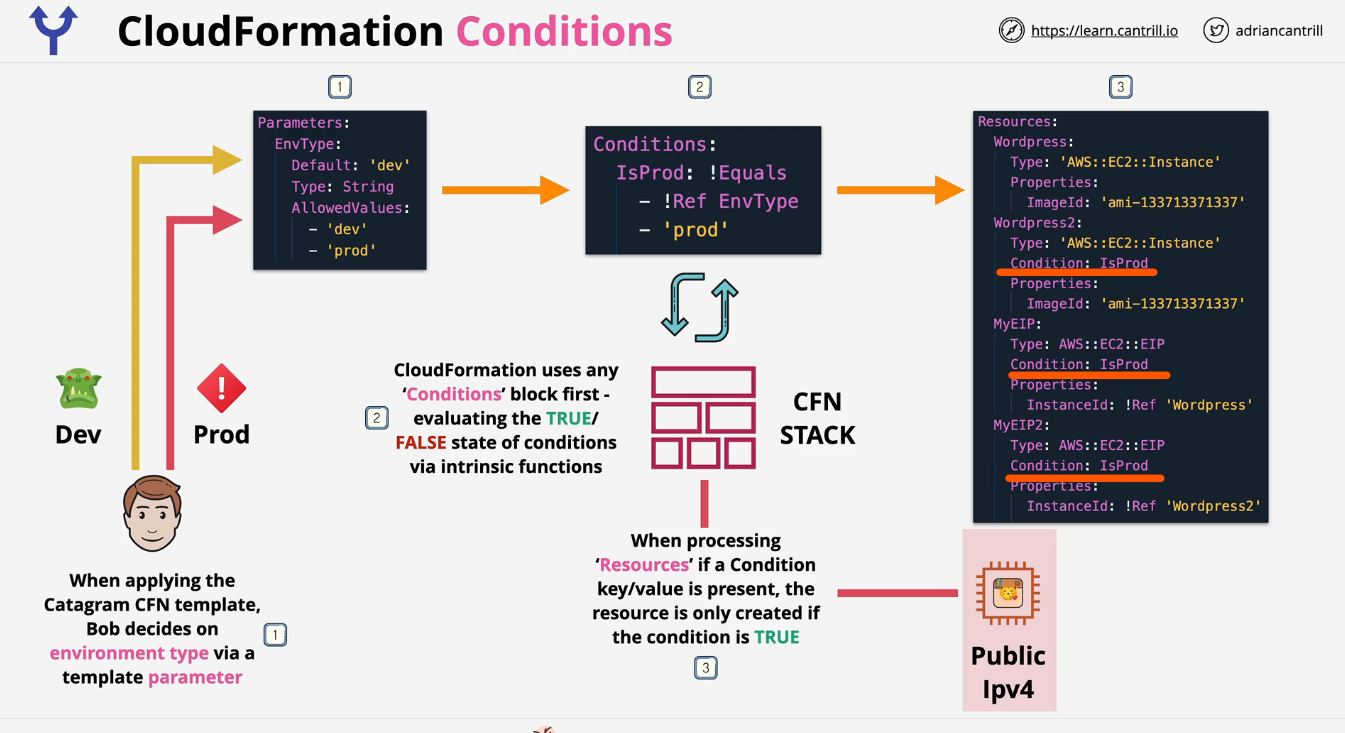 CloudFormation Conditions
https://learn.cantrill.io
adriancantrill
1
Parameters:
EnvType:
Default: 'dev'
Type: String
AllowedValues:
- 'dev'
- 'prod'
2
Conditions:
IsProd: !Equals
- !Ref EnvType
- 'prod'
3
Resources:
Wordpress:
Type: 'AWS::EC2::Instance'
Properties:
ImageId: 'ami-133713371337'
Wordpress2:
Type: 'AWS::EC2::Instance'
Condition: IsProd
Properties:
ImageId: 'ami-133713371337'
MyEIP:
Type: AWS::EC2::EIP
Condition: IsProd
Properties:
InstanceId: !Ref 'Wordpress'
MyEIP2:
Type: AWS::EC2::EIP
Condition: IsProd
Properties:
InstanceId: !Ref 'Wordpress2'
Dev
Prod
When applying the
Catagram CFN template,
Bob decides on
environment type via a
template parameter
1
2
CloudFormation uses any
‘Conditions’ block first -
evaluating the TRUE/
FALSE state of conditions
via intrinsic functions
CFN
STACK
When processing
‘Resources’ if a Condition
key/value is present, the
resource is only created if
the condition is TRUE
3
Public
Ipv4